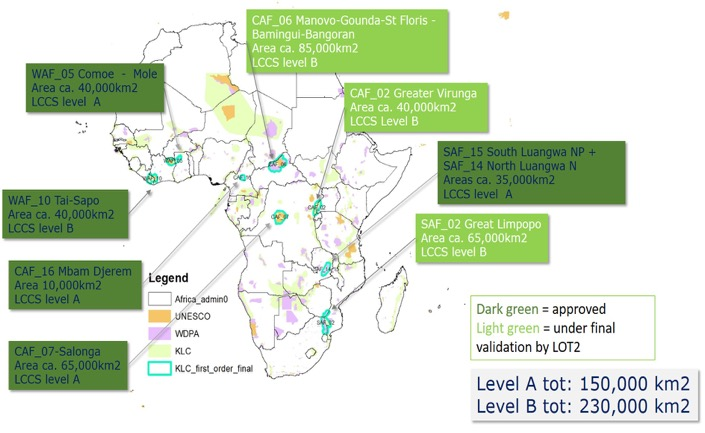 CAF_06 Manovo-Gounda-St Floris -
Bamingui-Bangoran
Area ca. 85,000km2
LCCS level B
WAF_05 Comoe - Mole
Area ca. 40,000km2
LCCS level A
CAF_02 Greater Virunga
Area ca. 40,000km2
LCCS Level B
SAF_15 South Luangwa NP +
SAF_14 North Luangwa N
Areas ca. 35,000km2
LCCS level A
WAF_10 Tai-Sapo
Area ca. 40,000km2
LCCS level B
SAF_02 Great Limpopo
Area ca. 65,000km2
LCCS level B
CAF_16 Mbam Djerem
Area 10,000km2
LCCS level A
CAF_07-Salonga
Area ca. 65,000km2
LCCS level A
Legend
Africa_admin0
UNESCO
WDPA
KLC
KLC_first_order_final
Dark green = approved
Light green = under final
validation by LOT2
Level A tot: 150,000 km2
Level B tot: 230,000 km2